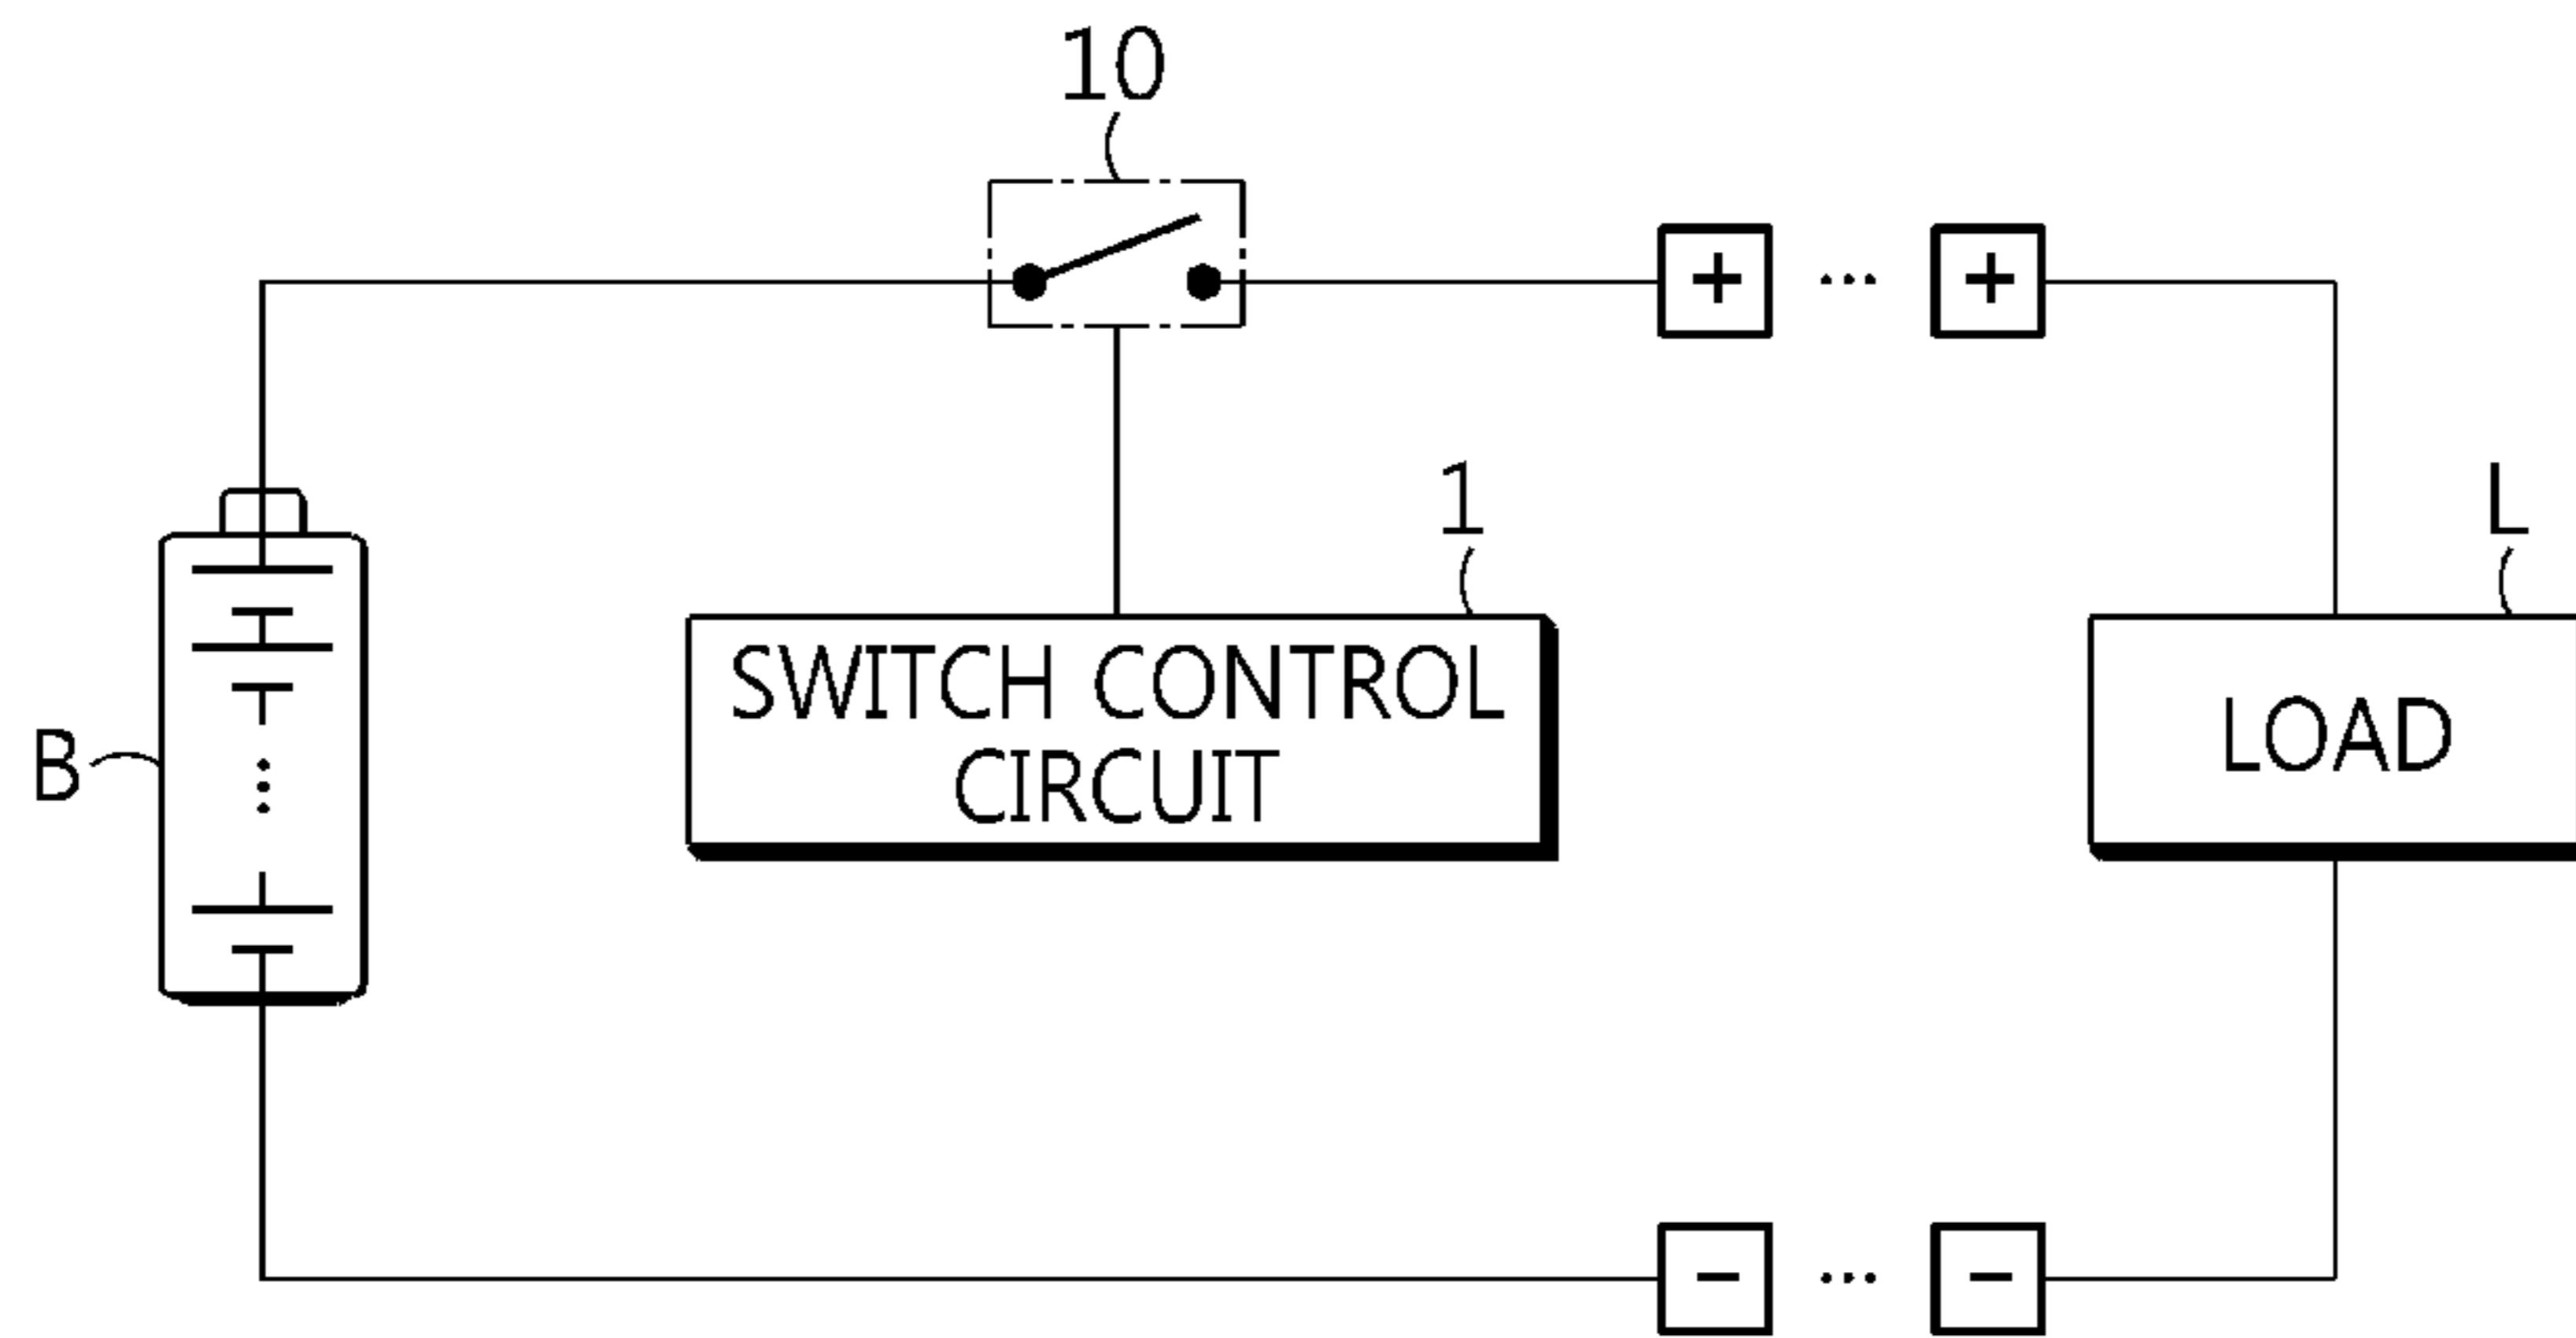 10
+ ... +
1
L
SWITCH CONTROL
CIRCUIT
LOAD
B
- ... -